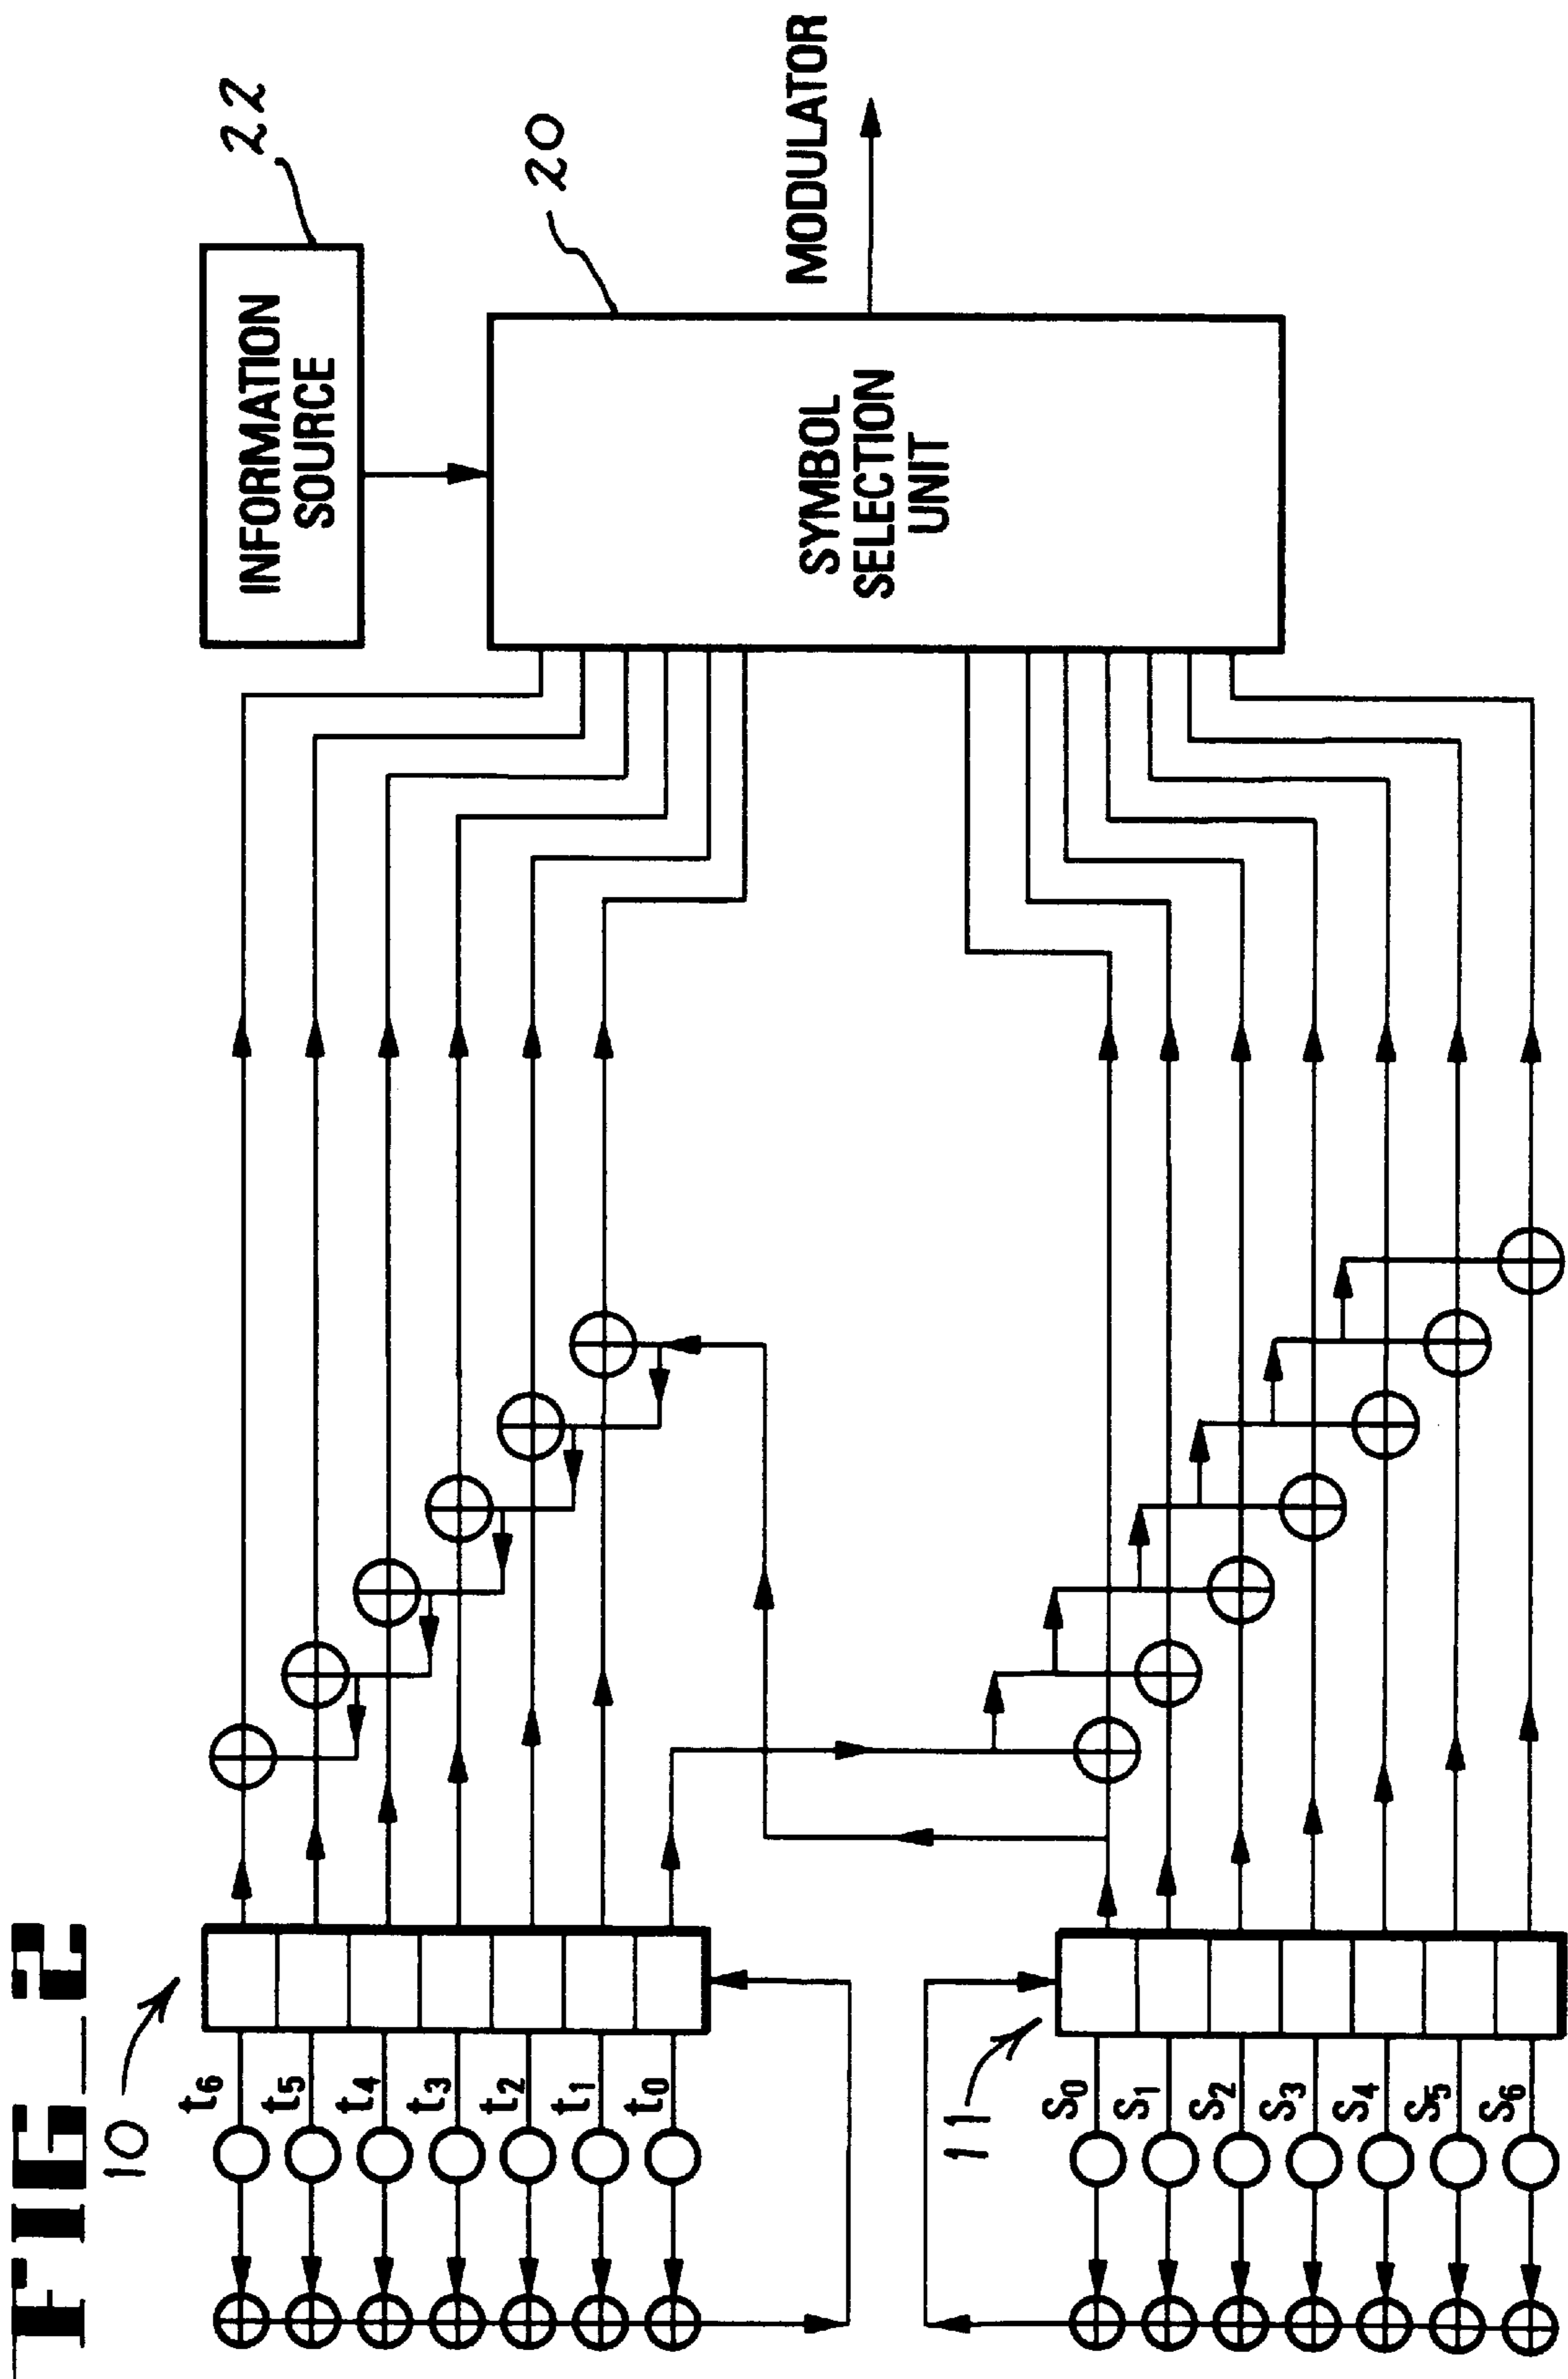 FIG_2
10
t6
t5
t4
t3
t2
t1
t0
INFORMATION
SOURCE
22
SYMBOL
SELECTION
UNIT
20
MODULATOR
11
S0
S1
S2
S3
S4
S5
S6